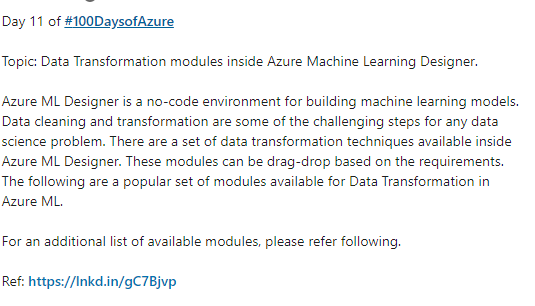 Day 11 of #100DaysofAzure
Topic: Data Transformation modules inside Azure Machine Learning Designer.
Azure ML Designer is a no-code environment for building machine learning models.
Data cleaning and transformation are some of the challenging steps for any data
science problem. There are a set of data transformation techniques available inside
Azure ML Designer. These modules can be drag-drop based on the requirements.
The following are a popular set of modules available for Data Transformation in
Azure ML.
For an additional list of available modules, please refer following.
Ref: https://lnkd.in/gC7Bjvp